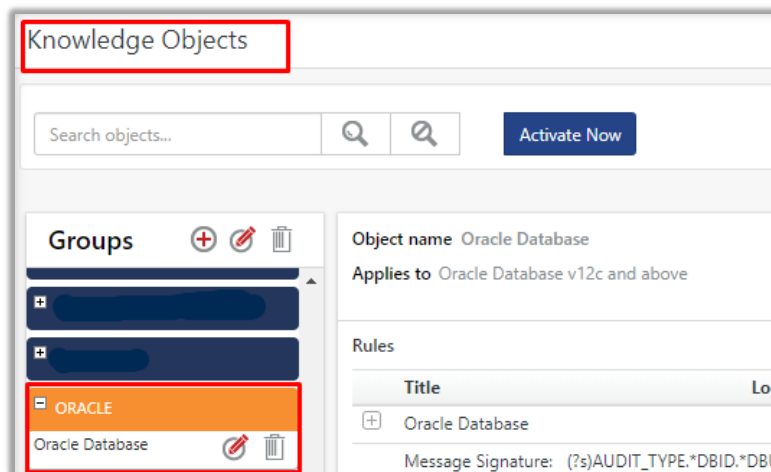 Knowledge Objects
Search objects...
Activate Now
Groups
Object name Oracle Database
Applies to Oracle Database v12c and above
Rules
Title
ORACLE
Oracle Database
Oracle Database
Message Signature: (?s)AUDIT_TYPE.*DBID.*